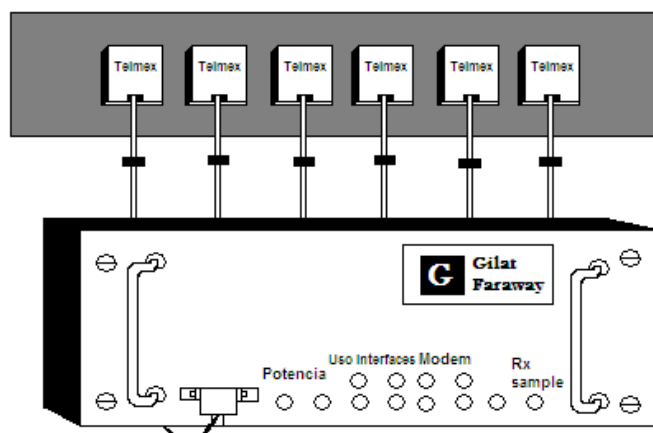 Telmex Telmex Telmex Telmex Telmex Telmex
G Gilat
Faraway
Uso Interfaces Modem Rx
Potencia sample